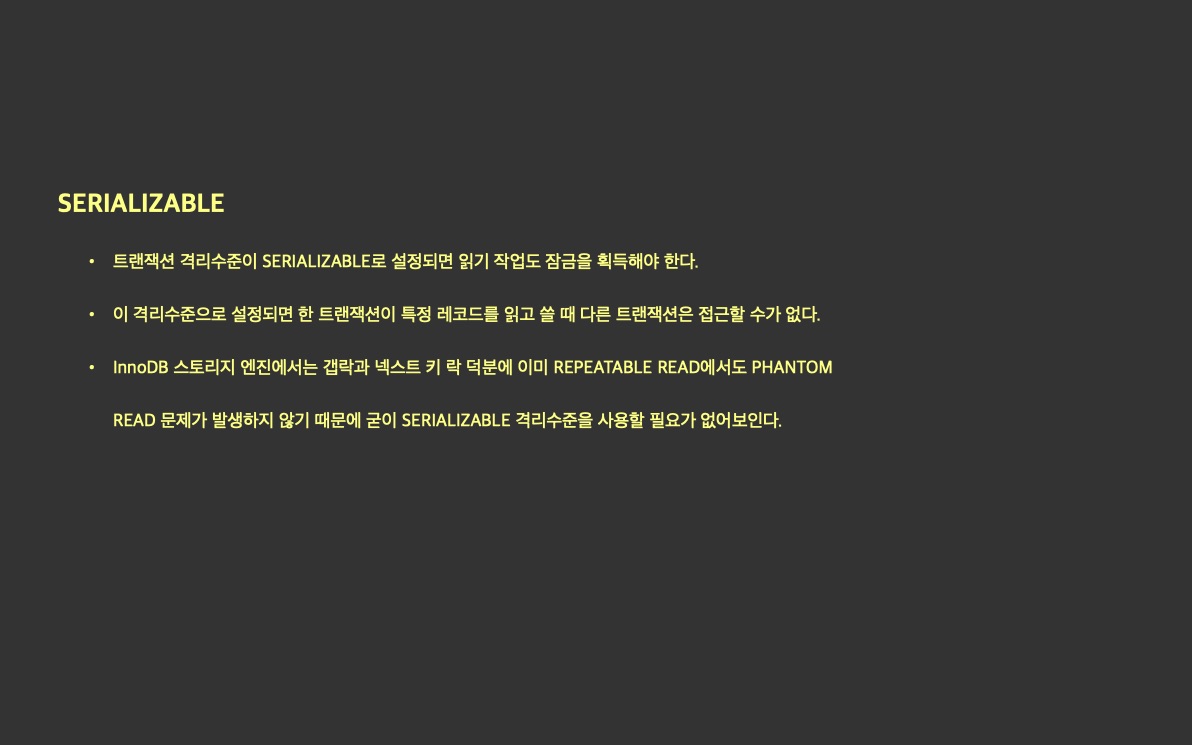 SERIALIZABLE
• 트랜잭션 격리수준이 SERIALIZABLE로 설정되면 읽기 작업도 잠금을 획득해야 한다.
• 이 격리수준으로 설정되면 한 트랜잭션이 특정 레코드를 읽고 쓸 때 다른 트랜잭션은 접근할 수가 없다.
• InnoDB 스토리지 엔진에서는 갭락과 넥스트 키 락 덕분에 이미 REPEATABLE READ에서도 PHANTOM
READ 문제가 발생하지 않기 때문에 굳이 SERIALIZABLE 격리수준을 사용할 필요가 없어보인다.